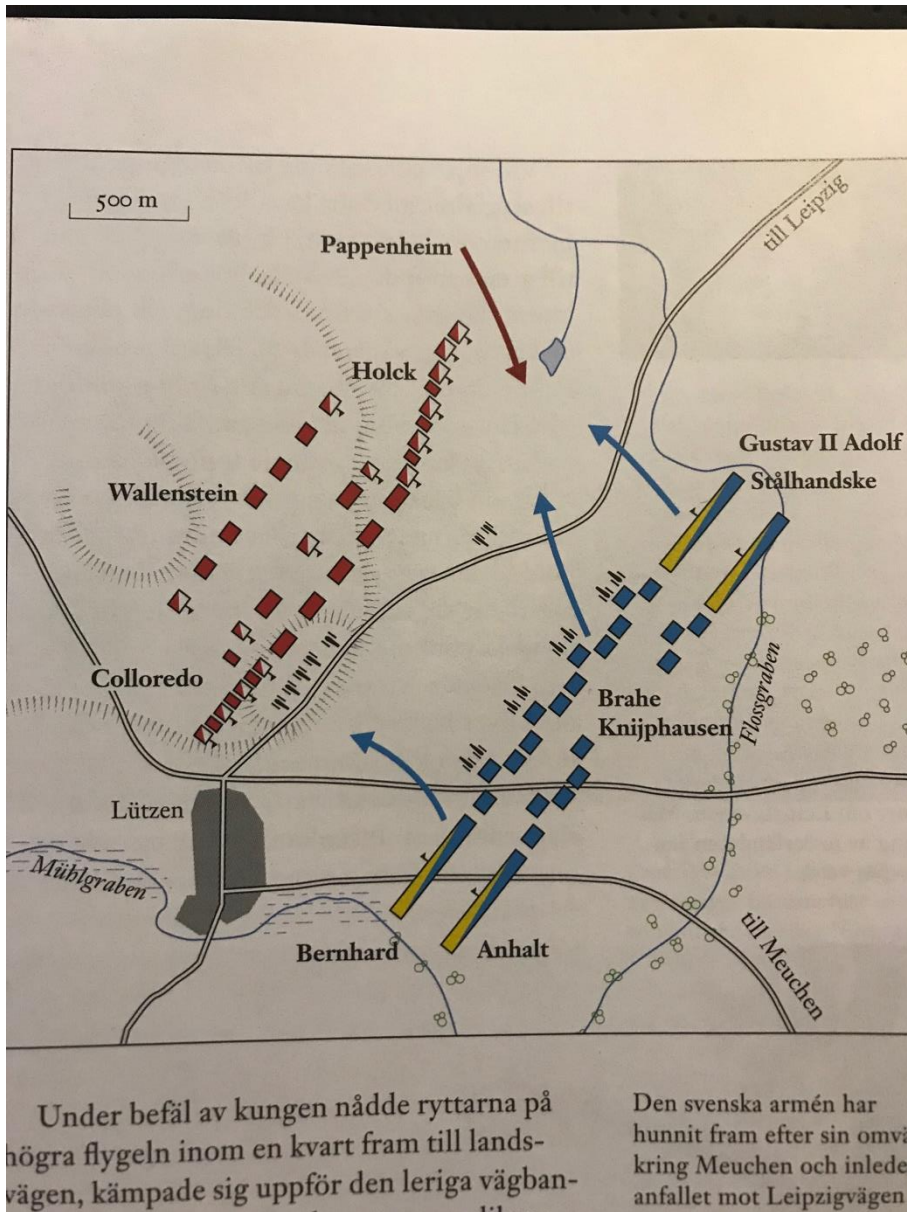 500 m
till Leipzig
Pappenheim
Holck
Gustav II Adolf
Stålhandske
Wallenstein
Colloredo
Brahe
Knijphausen
Flossgraben
Lützen
Mühlgraben
till Meuchen
Bernhard
Anhalt
Under befäl av kungen nådde ryttarna på
högra flygeln inom en kvart fram till lands-
vägen, kämpade sig uppför den leriga vägban-
Den svenska armén har
hunnit fram efter sin omvä
kring Meuchen och inlede
anfallet mot Leipzigvägen